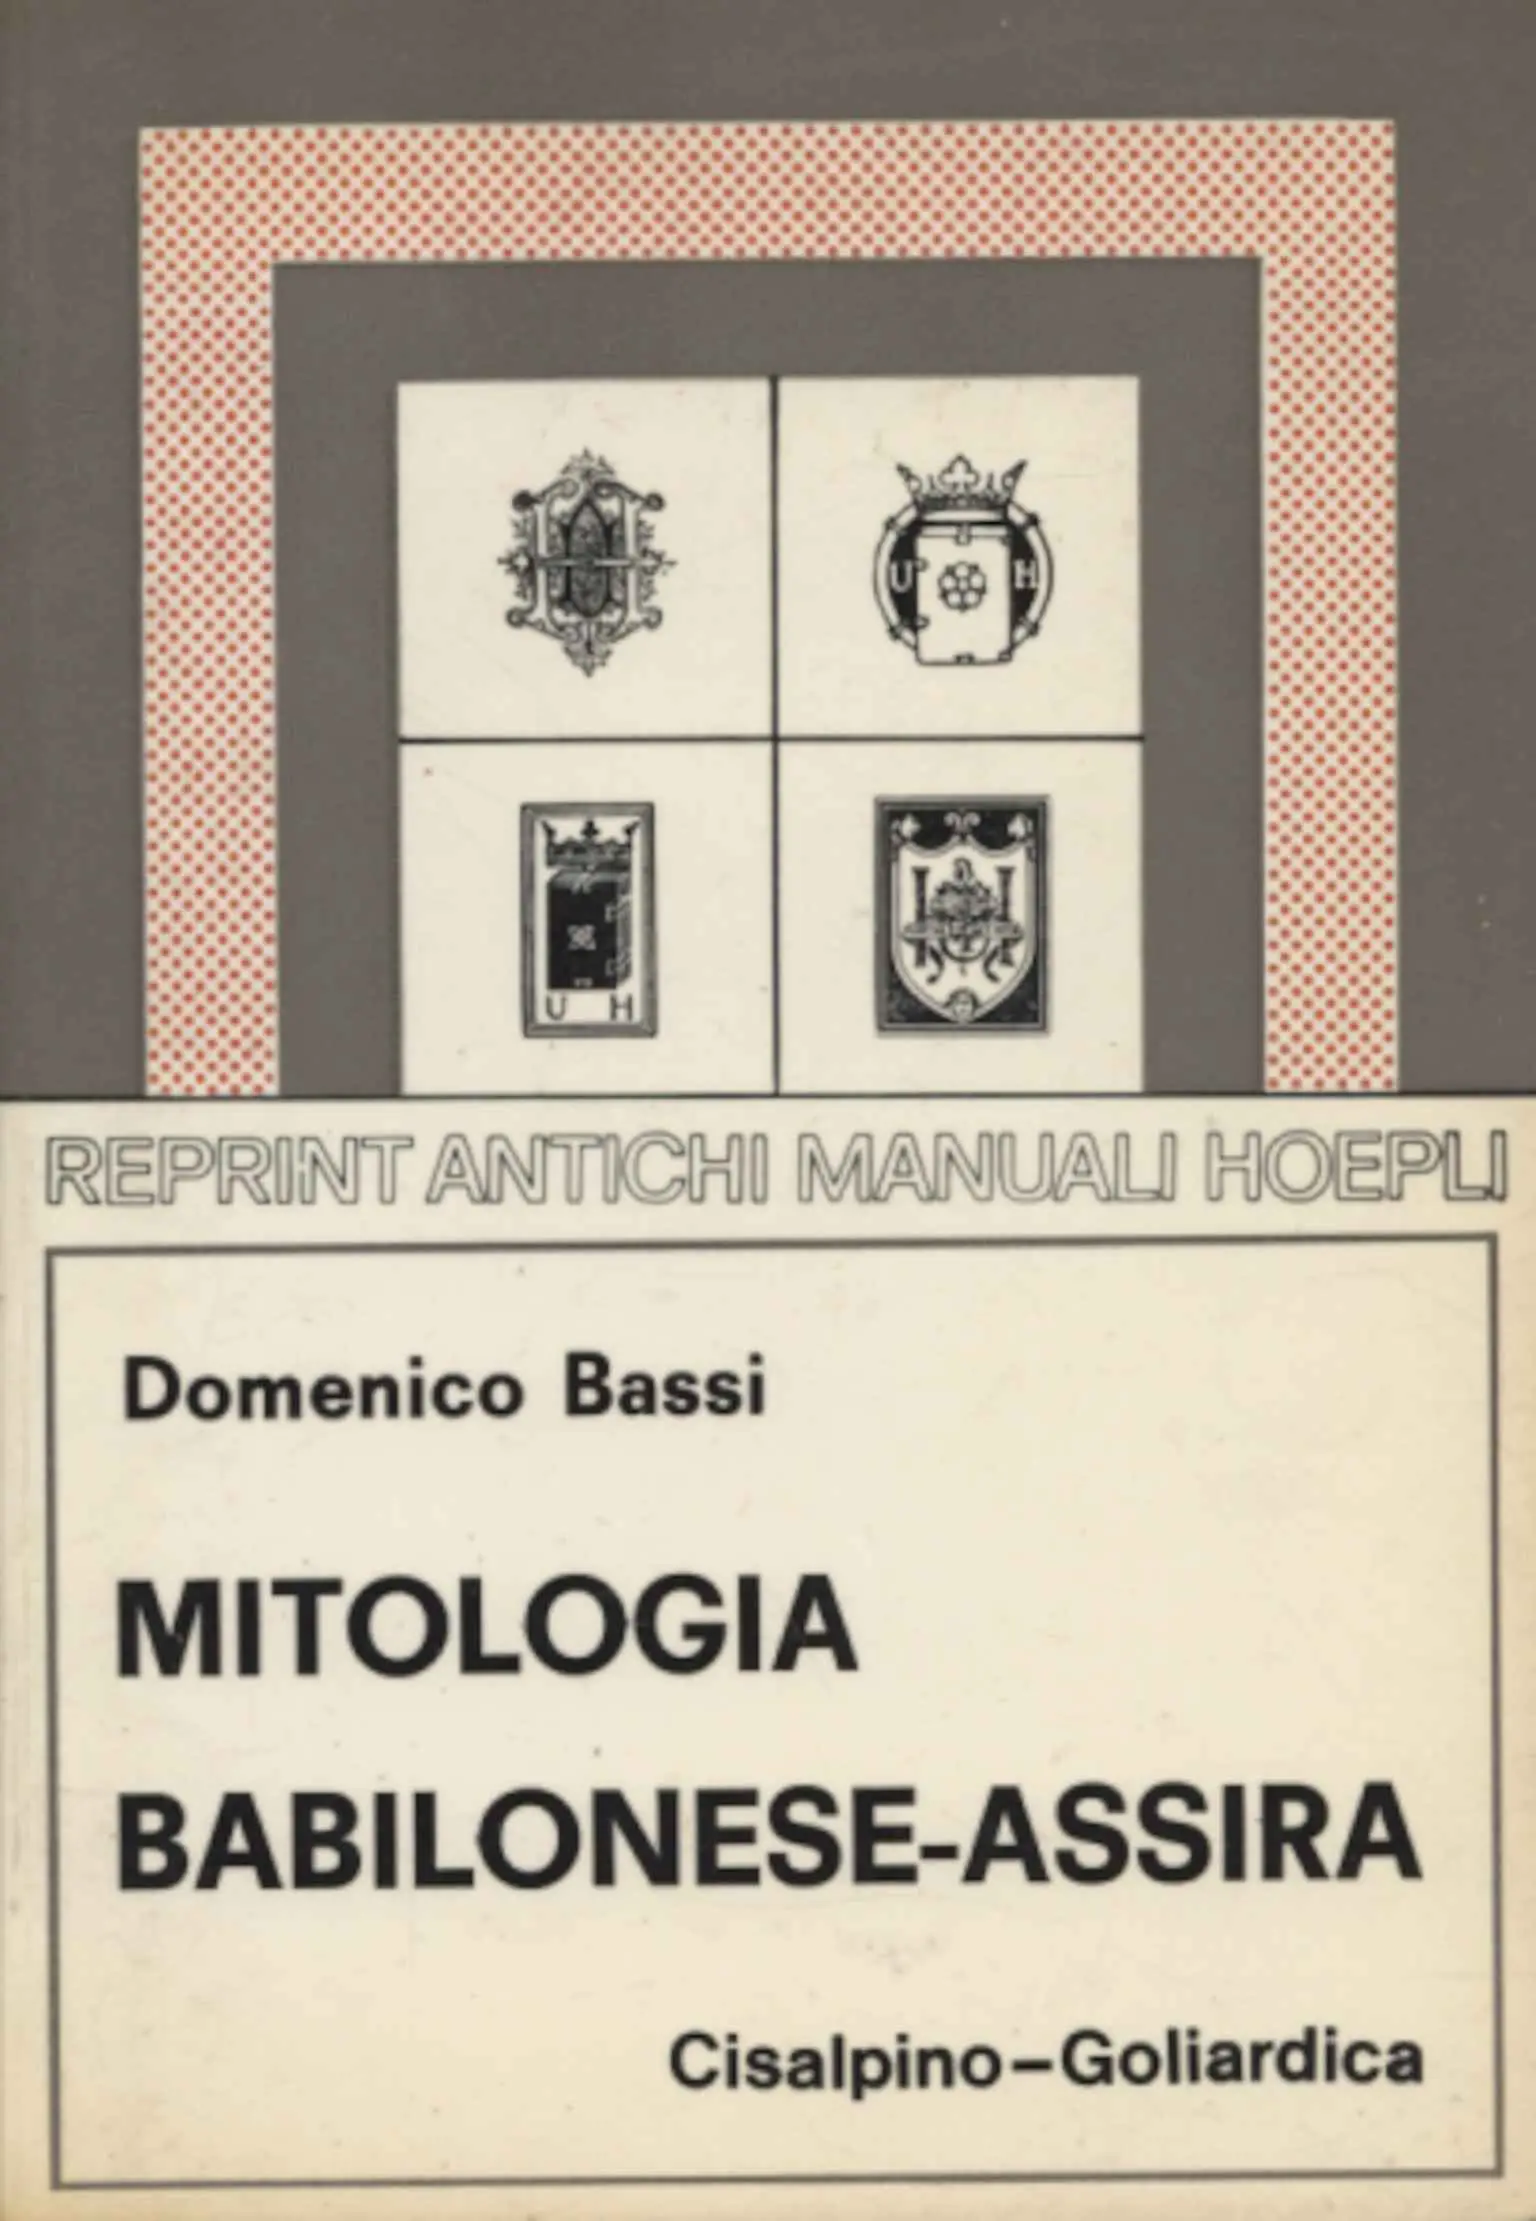 U H
U H
REPRINT ANTICHI MANUALI HOEPLI
Domenico Bassi
MITOLOGIA
BABILONESE-ASSIRA
Cisalpino-Goliardica